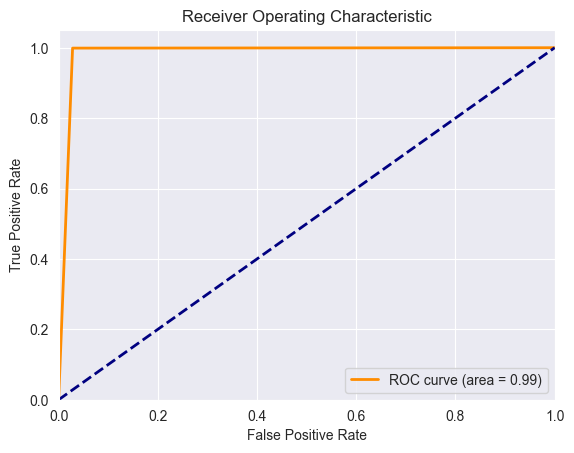 Receiver Operating Characteristic
True Positive Rate
1.0
0.8
0.6
0.4
0.2
0.0
ROC curve (area = 0.99)
0.0 0.2 0.4 0.6 0.8 1.0
False Positive Rate